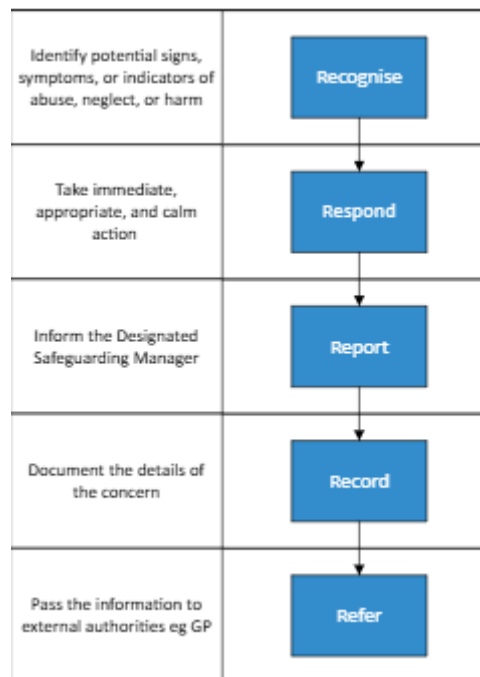 Identify potential signs,
symptoms, or indicators of
abuse, neglect, or harm
Recognise
Take immediate,
appropriate, and calm
action
Respond
Inform the Designated
Safeguarding Manager
Report
Document the details of
the concern
Record
Pass the information to
external authorities eg GP
Refer